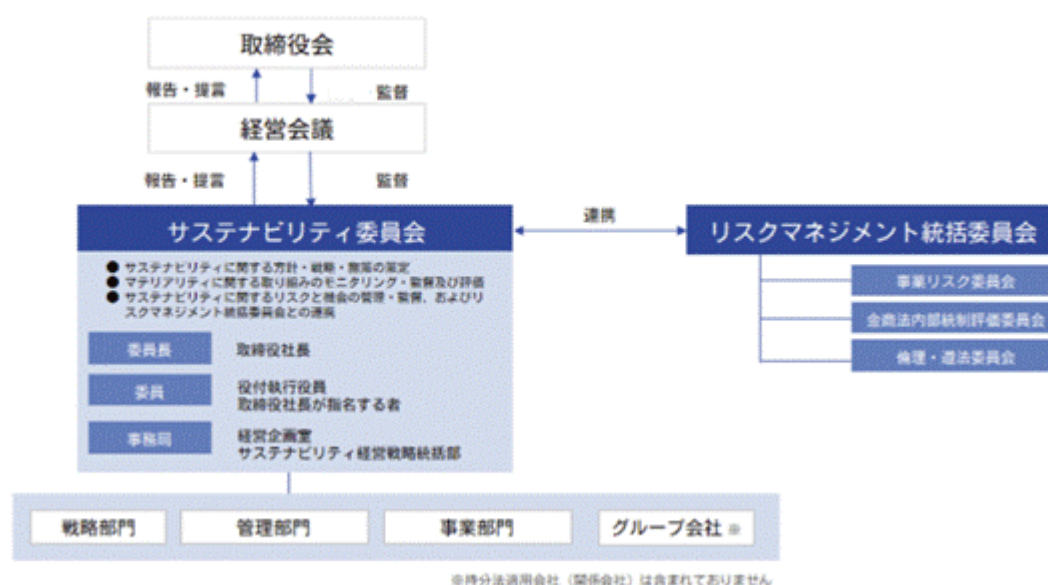 取締役会
報告・提言
監督
経営会議
報告・提言
監督
サステナビリティ委員会
連携
リスクマネジメント統括委員会
● サステナビリティに関する方針・戦略・施策の策定
● マテリアリティに関する取り組みのモニタリング・監督及び評価
● サステナビリティに関するリスクと機会の管理・監督、およびリ
スクマネジメント統括委員会との連携
事業リスク委員会
金商法内部統制評価委員会
倫理・遵法委員会
委員長
取締役社長
委員
役付執行役員
取締役社長が指名する者
事務局
経営企画室
サステナビリティ経営戦略統括部
戦略部門
管理部門
事業部門
グループ会社 ※
※持分法適用会社（関係会社）は含まれておりません